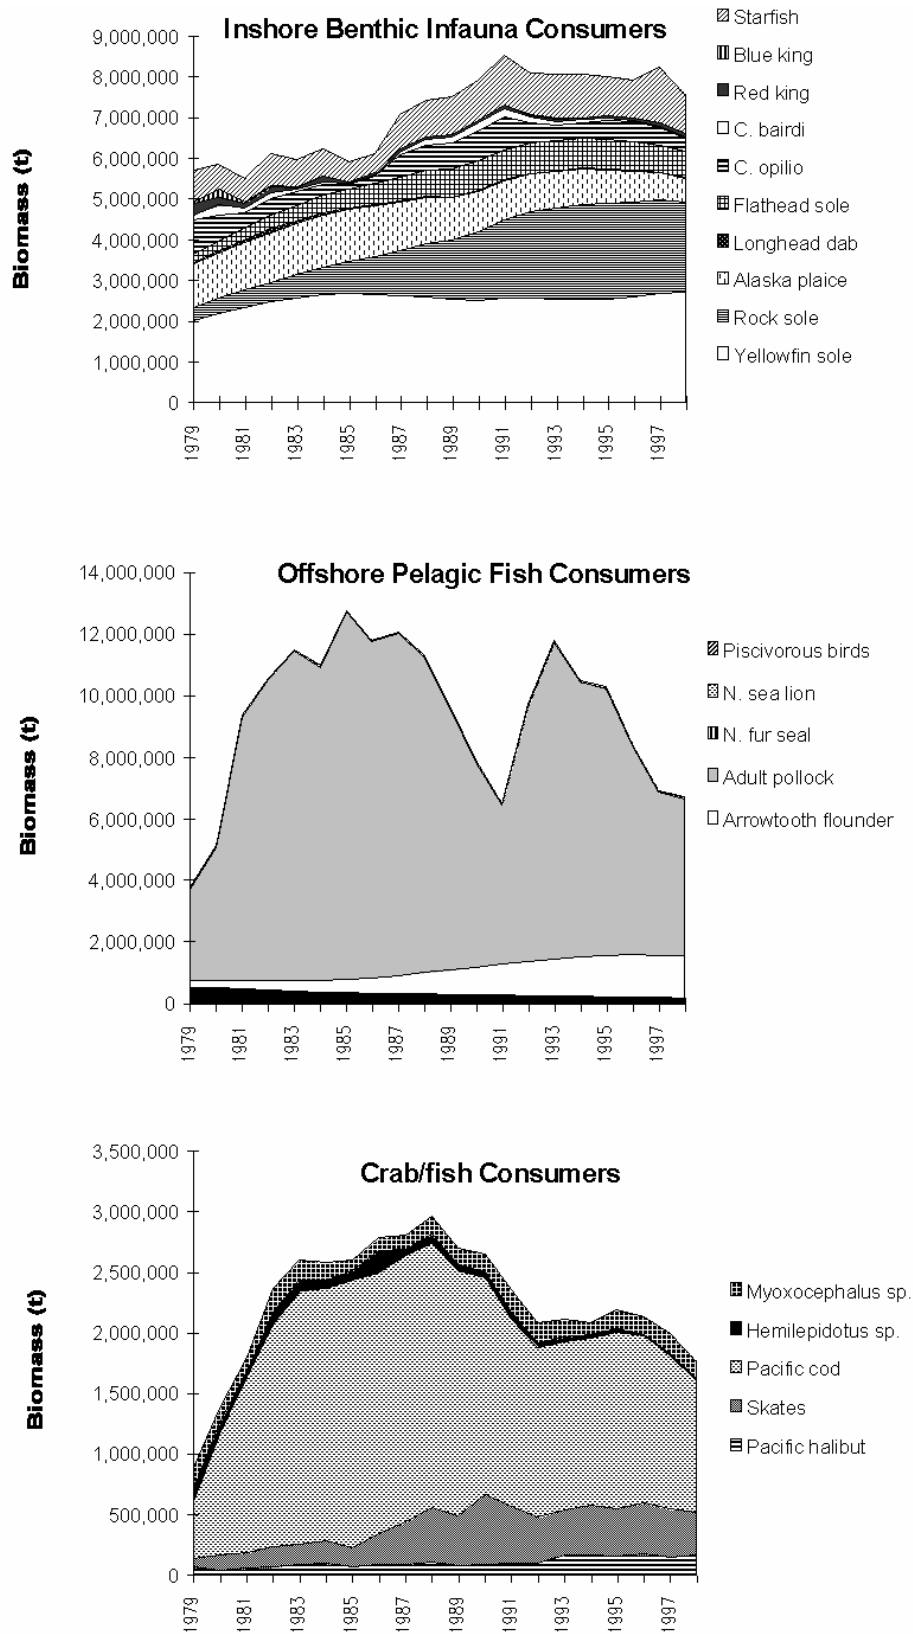 Inshore Benthic Infauna Consumers
Biomass (t)
9,000,000
8,000,000
7,000,000
6,000,000
5,000,000
4,000,000
3,000,000
2,000,000
1,000,000
0
1979
1981
1983
1985
1987
1989
1991
1993
1995
1997
Starfish
Blue king
Red king
C. bairdi
C. opilio
Flathead sole
Longhead dab
Alaska plaice
Rock sole
Yellowfin sole
Offshore Pelagic Fish Consumers
Biomass (t)
14,000,000
12,000,000
10,000,000
8,000,000
6,000,000
4,000,000
2,000,000
0
1979
1981
1983
1985
1987
1989
1991
1993
1995
1997
Piscivorous birds
N. sea lion
N. fur seal
Adult pollock
Arrowtooth flounder
Crab/fish Consumers
Biomass (t)
3,500,000
3,000,000
2,500,000
2,000,000
1,500,000
1,000,000
500,000
0
1979
1981
1983
1985
1987
1989
1991
1993
1995
1997
Myoxocephalus sp.
Hemilepidotus sp.
Pacific cod
Skates
Pacific halibut